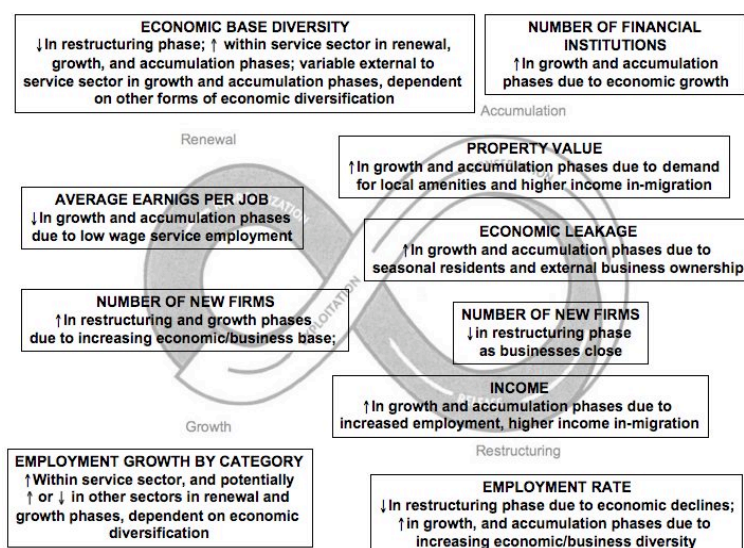 ECONOMIC BASE DIVERSITY
↓In restructuring phase; ↑ within service sector in renewal,
growth, and accumulation phases; variable external to
service sector in growth and accumulation phases, dependent
on other forms of economic diversification
NUMBER OF FINANCIAL
INSTITUTIONS
↑In growth and accumulation
phases due to economic growth
Accumulation
Renewal
PROPERTY VALUE
↑In growth and accumulation phases due to demand
for local amenities and higher income in-migration
AVERAGE EARNIGS PER JOB
↓In growth and accumulation phases
due to low wage service employment
ECONOMIC LEAKAGE
↑In growth and accumulation phases due to
seasonal residents and external business ownership
NUMBER OF NEW FIRMS
↑In restructuring and growth phases
due to increasing economic/business base;
NUMBER OF NEW FIRMS
↓in restructuring phase
as businesses close
INCOME
↑In growth and accumulation phases due to
increased employment, higher income in-migration
Growth
Restructuring
EMPLOYMENT GROWTH BY CATEGORY
↑Within service sector, and potentially
↑ or ↓ in other sectors in renewal and
growth phases, dependent on economic
diversification
EMPLOYMENT RATE
↓In restructuring phase due to economic declines;
↑in growth, and accumulation phases due to
increasing economic/business diversity